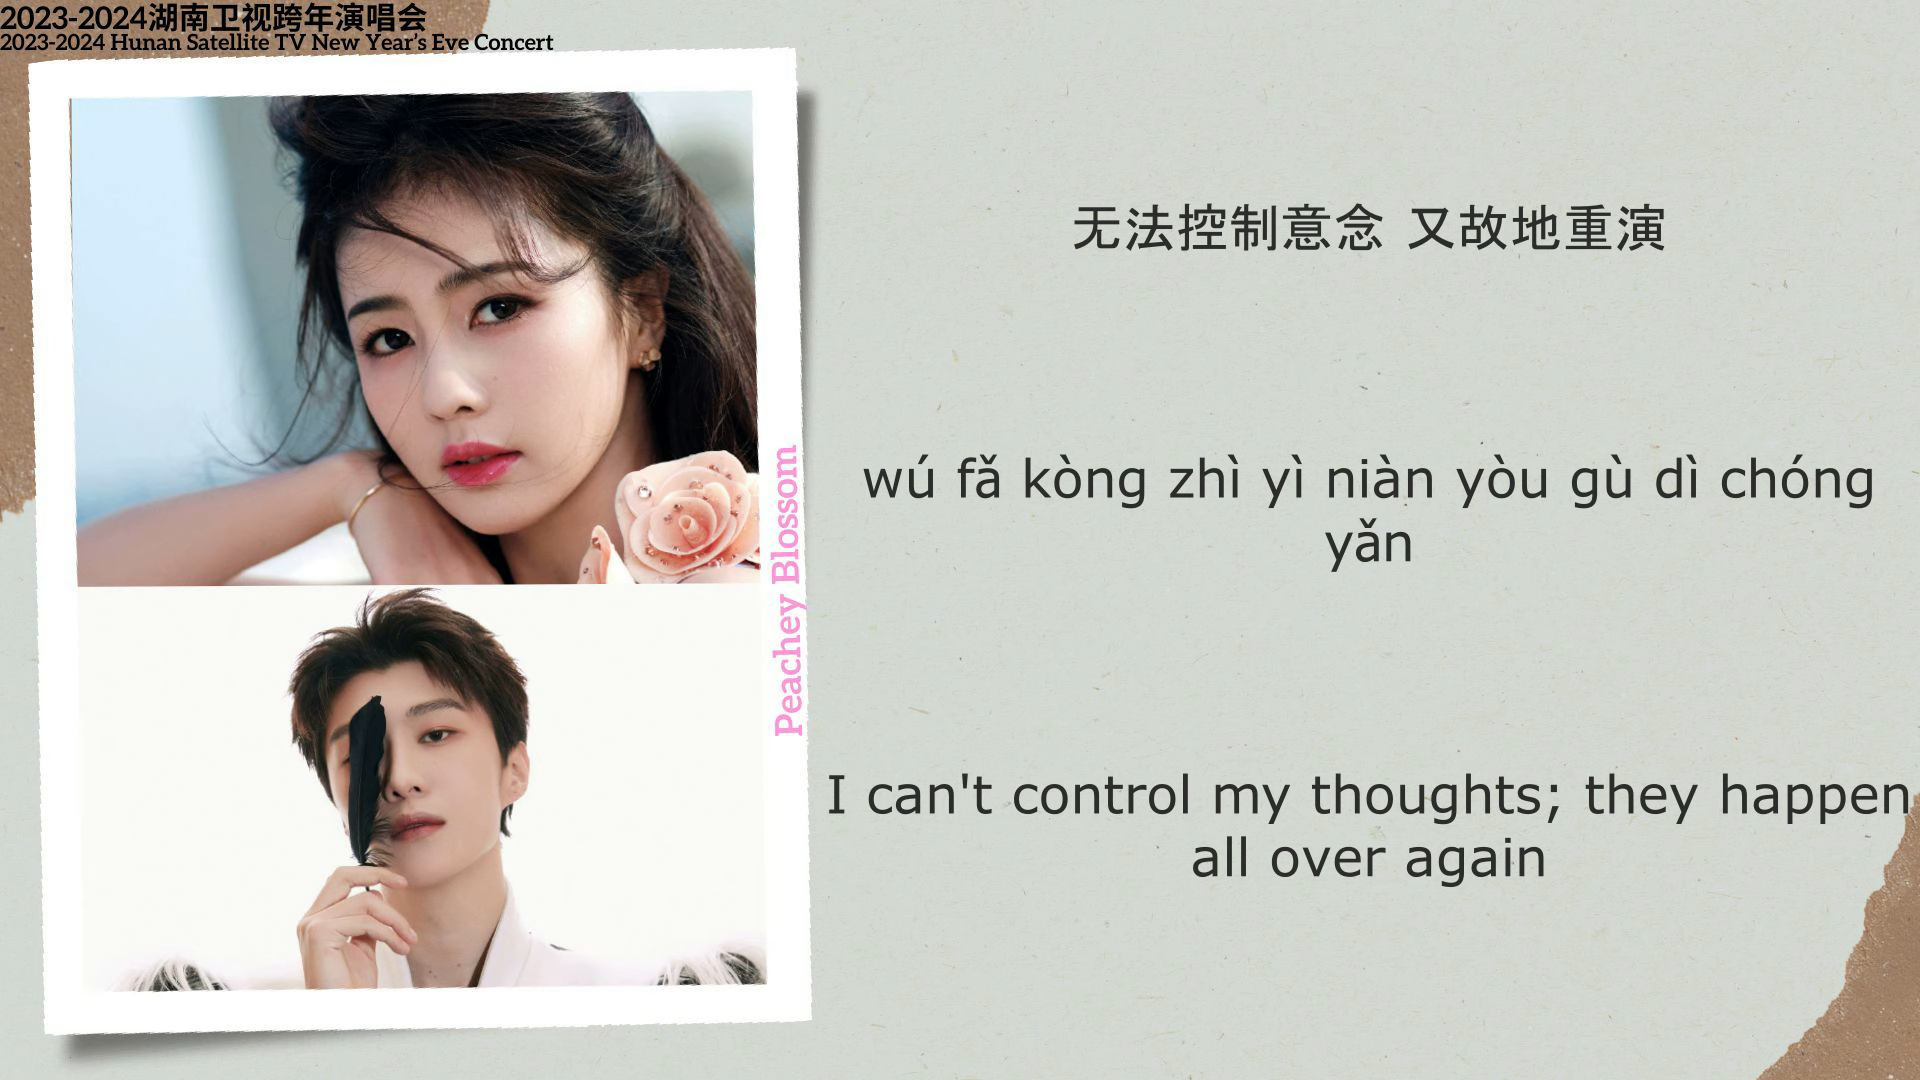 2023-2024湖南卫视跨年演唱会
2023-2024 Hunan Satellite TV New Year's Eve Concert
Peachey Blossom
无法控制意念 又故地重演
wú fǎ kòng zhì yì niàn yòu gù dì chóng
yǎn
I can't control my thoughts; they happen
all over again